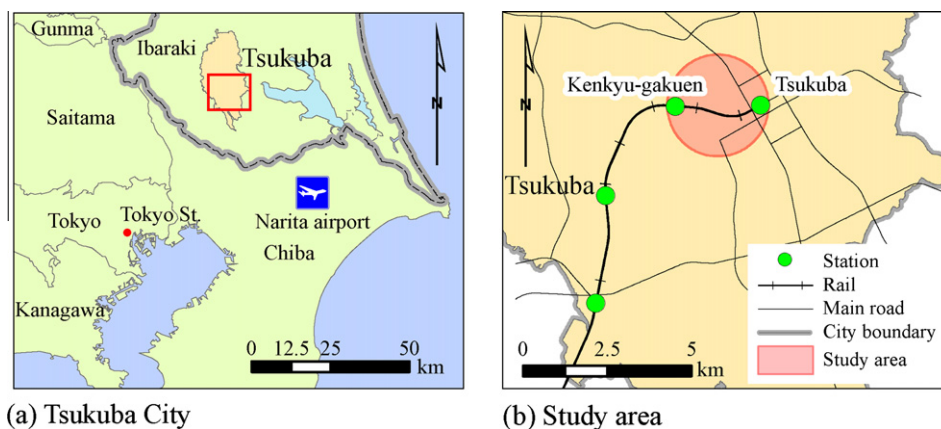 Gunma
Ibaraki
Tsukuba
N
Saitama
Tokyo
Tokyo St.
Narita airport
Chiba
Kanagawa
0 12.5 25 50
km
(a) Tsukuba City
Kenkyu-gakuen
Tsukuba
N
Tsukuba
Station
Rail
Main road
City boundary
Study area
0 2.5 5
km
(b) Study area